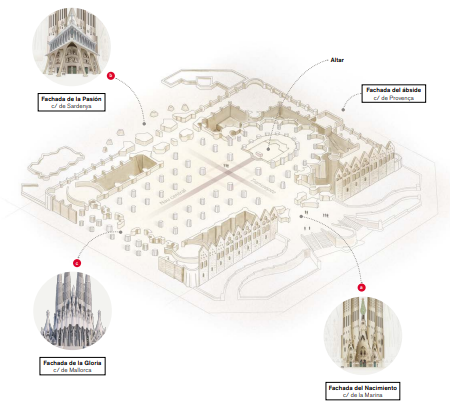 b
Altar
Fachada de la Pasión
c/ de Sardenya
Fachada del ábside
c/ de Provença
c
a
Fachada de la Gloria
c/ de Mallorca
Fachada del Nacimiento
c/ de la Marina